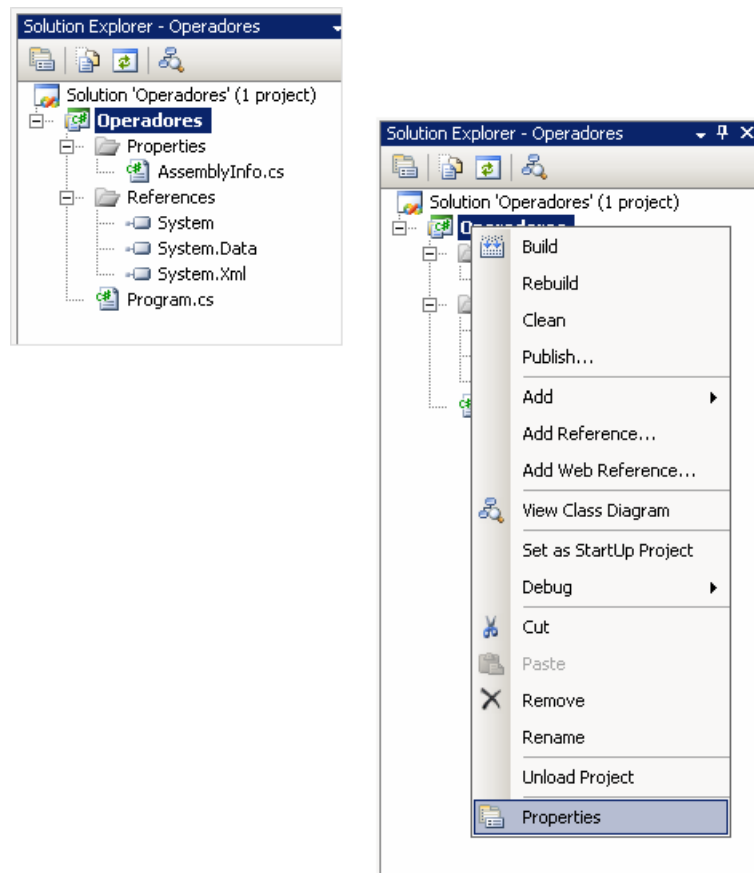 Solution Explorer - Operadores
Solution 'Operadores' (1 project)
Operadores
Properties
AssemblyInfo.cs
References
System
System.Data
System.Xml
Program.cs
Solution Explorer - Operadores
Solution 'Operadores' (1 project)
Operadores
Build
Rebuild
Clean
Publish...
Add
Add Reference...
Add Web Reference...
View Class Diagram
Set as StartUp Project
Debug
Cut
Paste
Remove
Rename
Unload Project
Properties